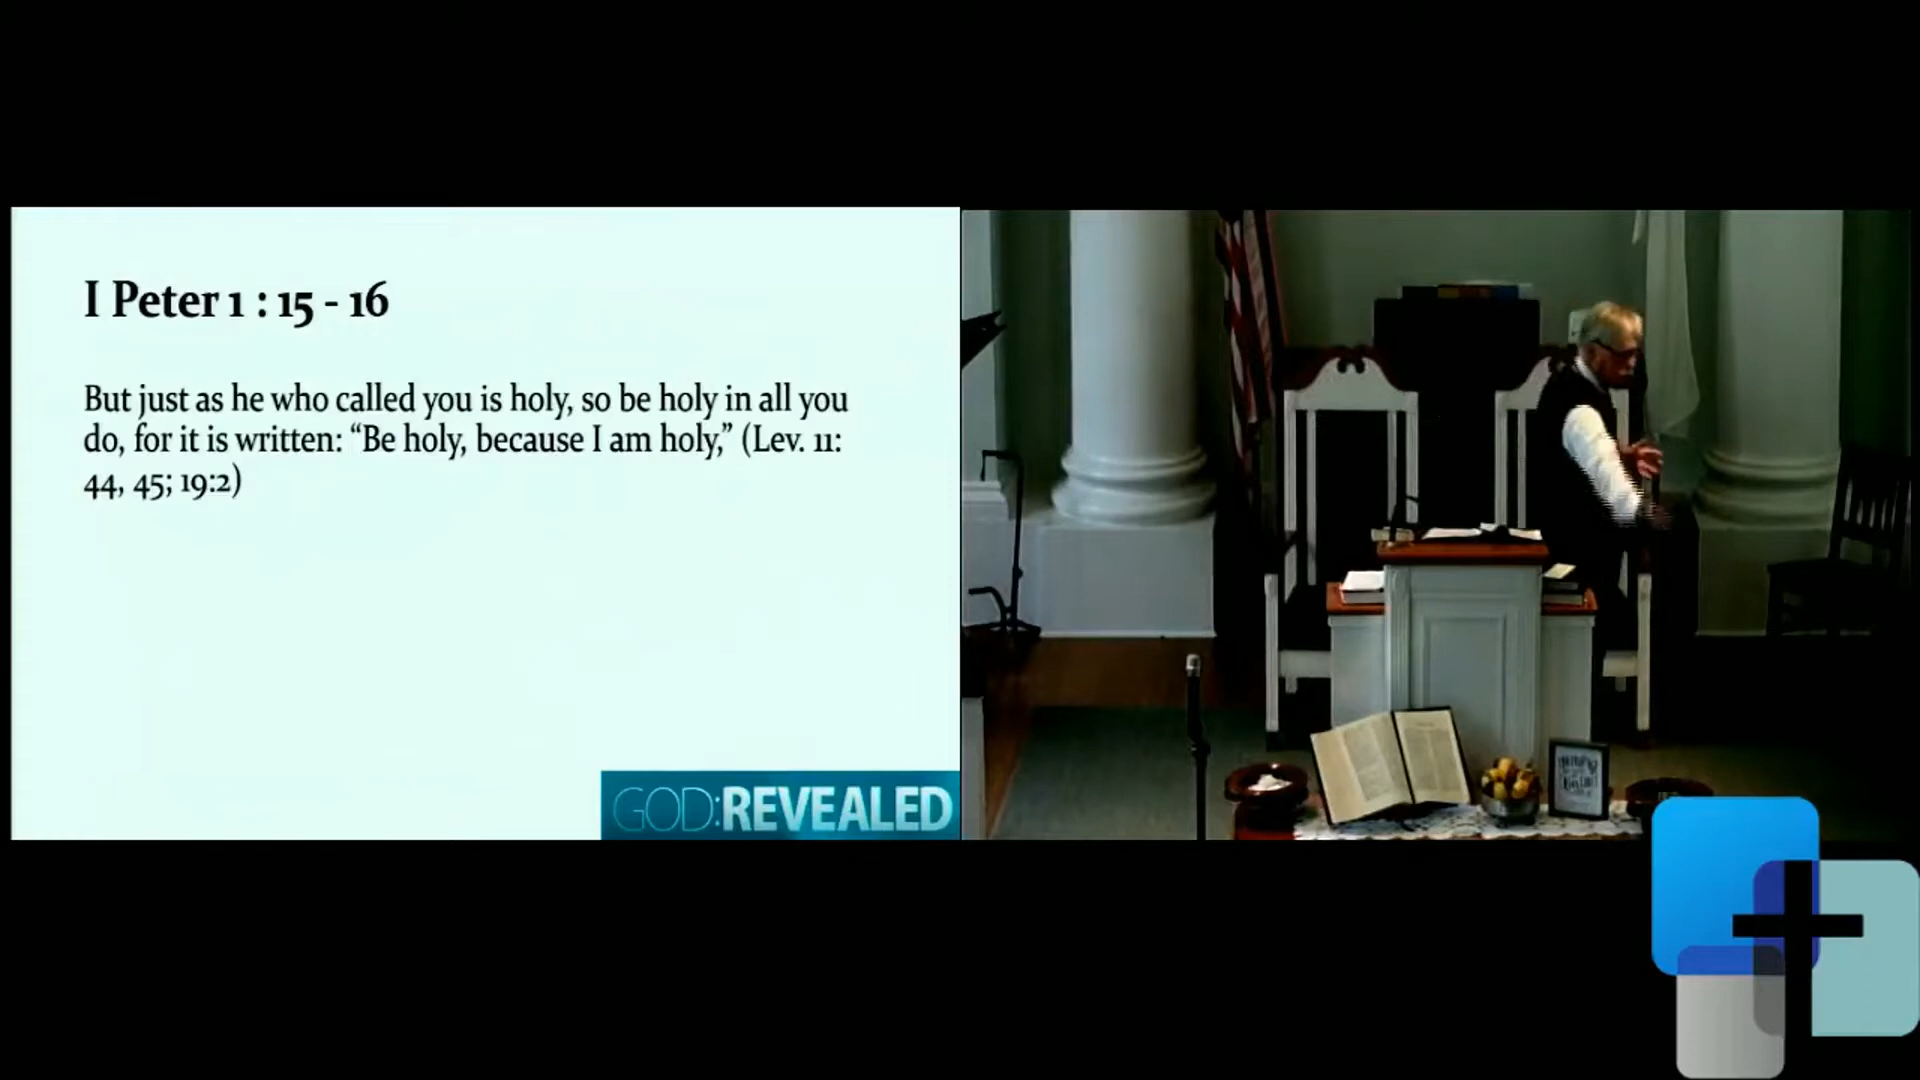 I Peter 1 : 15 - 16
But just as he who called you is holy, so be holy in all you
do, for it is written: “Be holy, because I am holy,” (Lev. 11:
44, 45; 19:2)
GOD:REVEALED